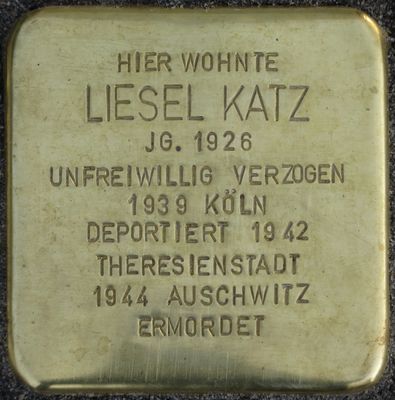 HIER WOHNTE
LIESEL KATZ
JG. 1926
UNFREIWILLIG VERZOGEN
1939 KÖLN
DEPORTIERT 1942
THERESIENSTADT
1944 AUSCHWITZ
ERMORDET